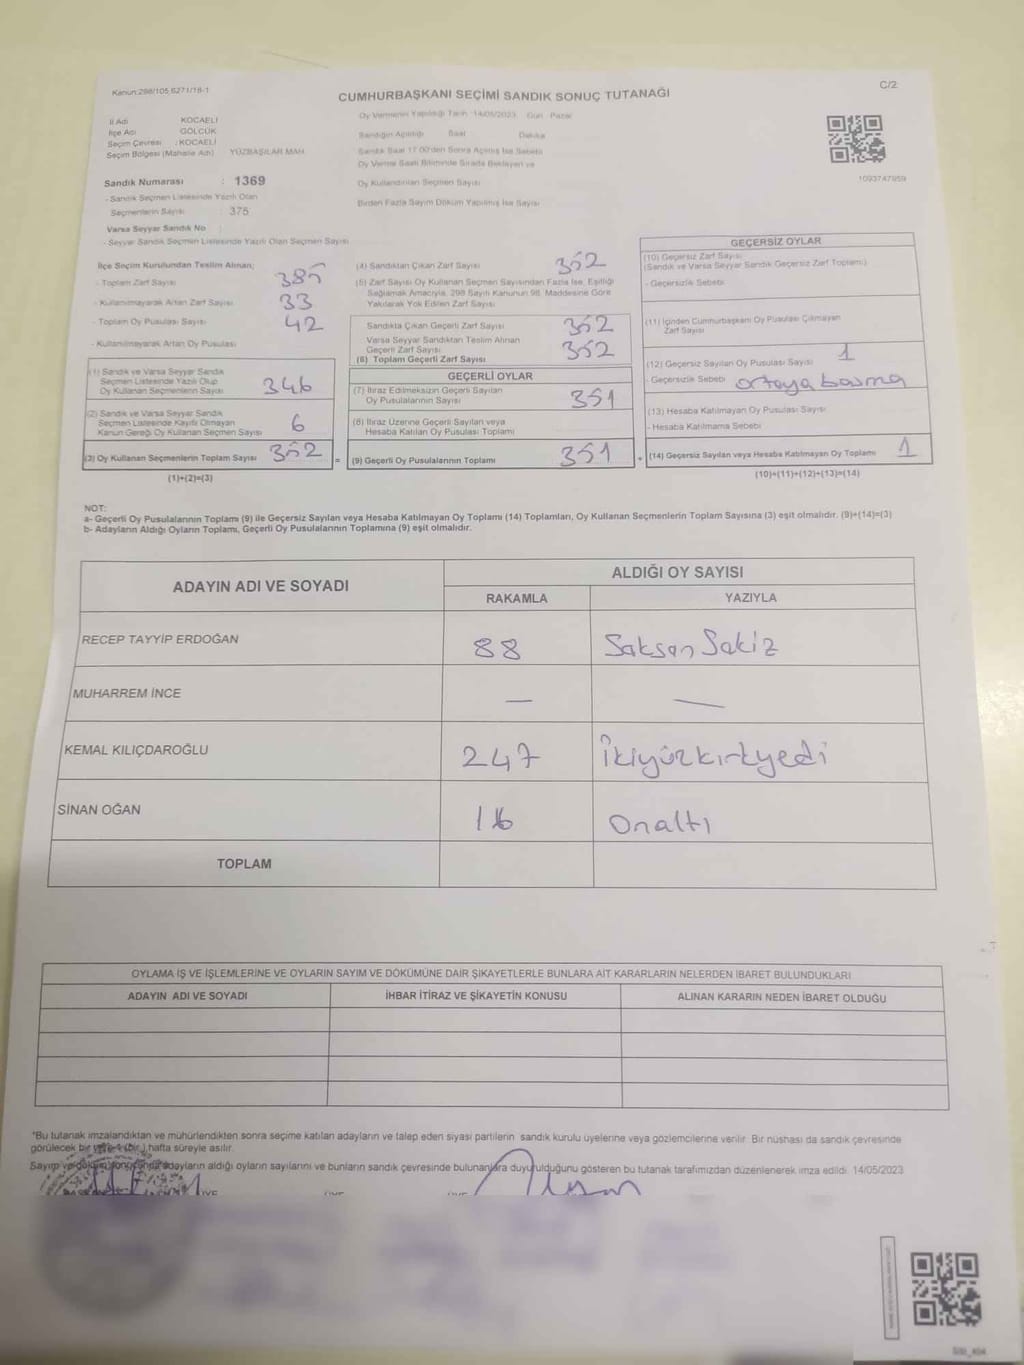 Kanun:298/105,6271/18-1
C/2
CUMHURBAŞKANI SEÇİMİ SANDIK SONUÇ TUTANAĞI
İl Adı KOCAELİ
İlçe Adı GÖLCÜK
Seçim Çevresi : KOCAELİ
Seçim Bölgesi (Mahalle Adı) YÜZBAŞILAR MAH.
Sandık Numarası : 1369
- Sandık Seçmen Listesinde Yazılı Olan
Seçmenlerin Sayısı : 375
Varsa Seyyar Sandık No :
- Seyyar Sandık Seçmen Listesinde Yazılı Olan Seçmen Sayısı
Oy Vermenin Yapıldığı Tarih : 14/05/2023 Gün : Pazar
Sandığın Açıldığı Saat Dakika
Sandık Saat 17.00'den Sonra Açılmış İse Sebebi
Oy Verme Saati Bitiminde Sırada Bekleyen ve
Oy Kullandırılan Seçmen Sayısı
Birden Fazla Sayım Döküm Yapılmış İse Sayısı
1093747959
İlçe Seçim Kurulundan Teslim Alınan;
- Toplam Zarf Sayısı 385
- Kullanılmayarak Artan Zarf Sayısı 33
- Toplam Oy Pusulası Sayısı 42
- Kullanılmayarak Artan Oy Pusulası
(1) Sandık ve Varsa Seyyar Sandık
Seçmen Listesinde Yazılı Olup
Oy Kullanan Seçmenlerin Sayısı 346
(2) Sandık ve Varsa Seyyar Sandık
Seçmen Listesinde Kayıtlı Olmayan
Kanun Gereği Oy Kullanan Seçmen Sayısı 6
(3) Oy Kullanan Seçmenlerin Toplam Sayısı 352 =
(1)+(2)=(3)
(4) Sandıktan Çıkan Zarf Sayısı 352
(5) Zarf Sayısı Oy Kullanan Seçmen Sayısından Fazla İse, Eşitliği
Sağlamak Amacıyla, 298 Sayılı Kanunun 98. Maddesine Göre
Yakılarak Yok Edilen Zarf Sayısı
Sandıkta Çıkan Geçerli Zarf Sayısı 352
Varsa Seyyar Sandıktan Teslim Alınan
Geçerli Zarf Sayısı 352
(6) Toplam Geçerli Zarf Sayısı
GEÇERLİ OYLAR
(7) İtiraz Edilmeksizin Geçerli Sayılan
Oy Pusulalarının Sayısı 351
(8) İtiraz Üzerine Geçerli Sayılan veya
Hesaba Katılan Oy Pusulası Toplamı
(9) Geçerli Oy Pusulalarının Toplamı 351 +
GEÇERSİZ OYLAR
(10) Geçersiz Zarf Sayısı
(Sandık ve Varsa Seyyar Sandık Geçersiz Zarf Toplamı)
- Geçersizlik Sebebi
(11) İçinden Cumhurbaşkanı Oy Pusulası Çıkmayan
Zarf Sayısı
(12) Geçersiz Sayılan Oy Pusulası Sayısı 1
- Geçersizlik Sebebi ortaya basma
(13) Hesaba Katılmayan Oy Pusulası Sayısı
- Hesaba Katılmama Sebebi
(14) Geçersiz Sayılan veya Hesaba Katılmayan Oy Toplamı 1
(10)+(11)+(12)+(13)=(14)
NOT:
a- Geçerli Oy Pusulalarının Toplamı (9) ile Geçersiz Sayılan veya Hesaba Katılmayan Oy Toplamı (14) Toplamları, Oy Kullanan Seçmenlerin Toplam Sayısına (3) eşit olmalıdır. (9)+(14)=(3)
b- Adayların Aldığı Oyların Toplamı, Geçerli Oy Pusulalarının Toplamına (9) eşit olmalıdır.
ADAYIN ADI VE SOYADI
ALDIĞI OY SAYISI
RAKAMLA YAZIYLA
RECEP TAYYİP ERDOĞAN 88 Seksen Sekiz
MUHARREM İNCE — —
KEMAL KILIÇDAROĞLU 247 İkiyüzkırkyedi
SİNAN OĞAN 16 Onaltı
TOPLAM
OYLAMA İŞ VE İŞLEMLERİNE VE OYLARIN SAYIM VE DÖKÜMÜNE DAİR ŞİKAYETLERLE BUNLARA AİT KARARLARIN NELERDEN İBARET BULUNDUKLARI
ADAYIN ADI VE SOYADI İHBAR İTİRAZ VE ŞİKAYETİN KONUSU ALINAN KARARIN NEDEN İBARET OLDUĞU
*Bu tutanak imzalandıktan ve mühürlendikten sonra seçime katılan adayların ve talep eden siyasi partilerin sandık kurulu üyelerine veya gözlemcilerine verilir. Bir nüshası da sandık çevresinde
görülecek bir yere 1 (bir) hafta süreyle asılır.
Sayım ve döküm sonucunda adayların aldığı oyların sayılarını ve bunların sandık çevresinde bulunanlara duyurulduğunu gösteren bu tutanak tarafımızdan düzenlenerek imza edildi. 14/05/2023